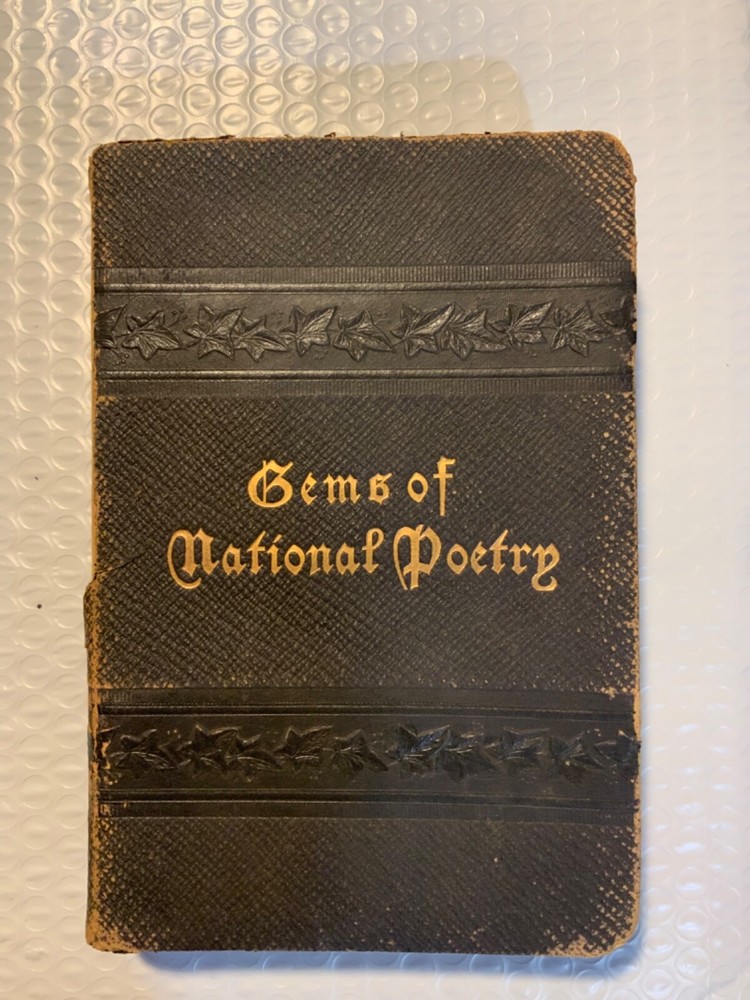 Gems of
National Poetry